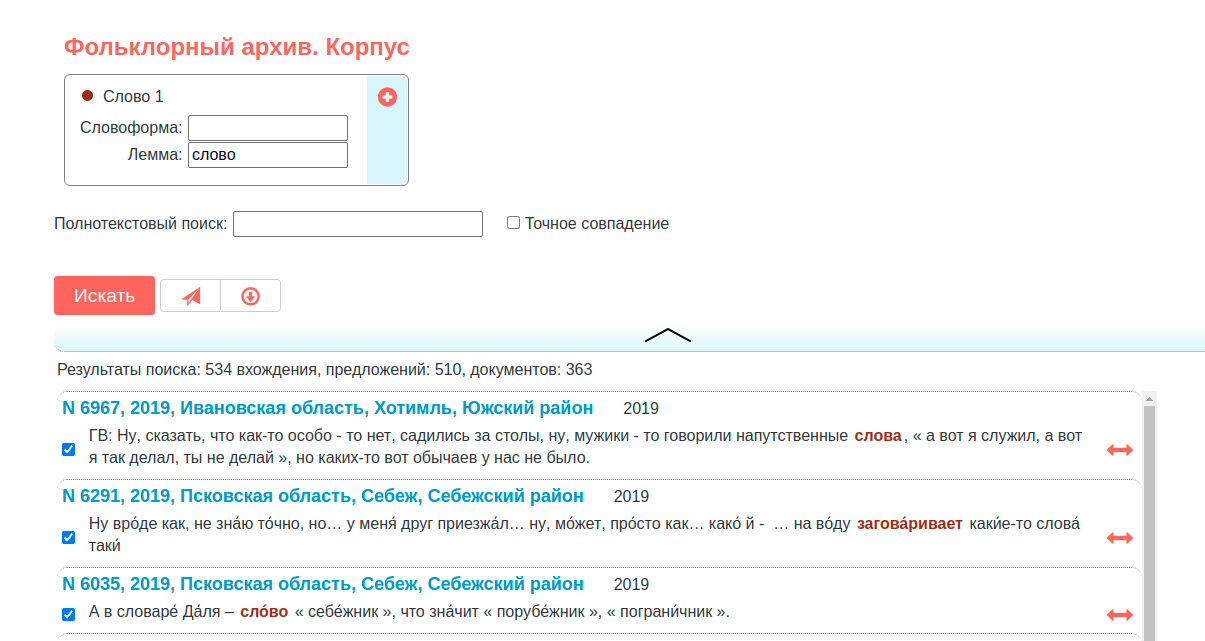 Фольклорный архив. Корпус
Слово 1
Словоформа:
Лемма: слово
Полнотекстовый поиск: Точное совпадение
Искать
Результаты поиска: 534 вхождения, предложений: 510, документов: 363
N 6967, 2019, Ивановская область, Хотимль, Южский район 2019
ГВ: Ну, сказать, что как-то особо - то нет, садились за столы, ну, мужики - то говорили напутственные слова, « а вот я служил, а вот
я так делал, ты не делай », но каких-то вот обычаев у нас не было.
N 6291, 2019, Псковская область, Себеж, Себежский район 2019
Ну вро́де как, не зна́ю то́чно, но… у меня́ друг приезжа́л… ну, мо́жет, про́сто как… како́ й - … на во́ду загова́ривает каки́е-то слова́
таки́
N 6035, 2019, Псковская область, Себеж, Себежский район 2019
А в словаре́ Да́ля – сло́во « себе́жник », что зна́чит « порубе́жник », « пограни́чник ».